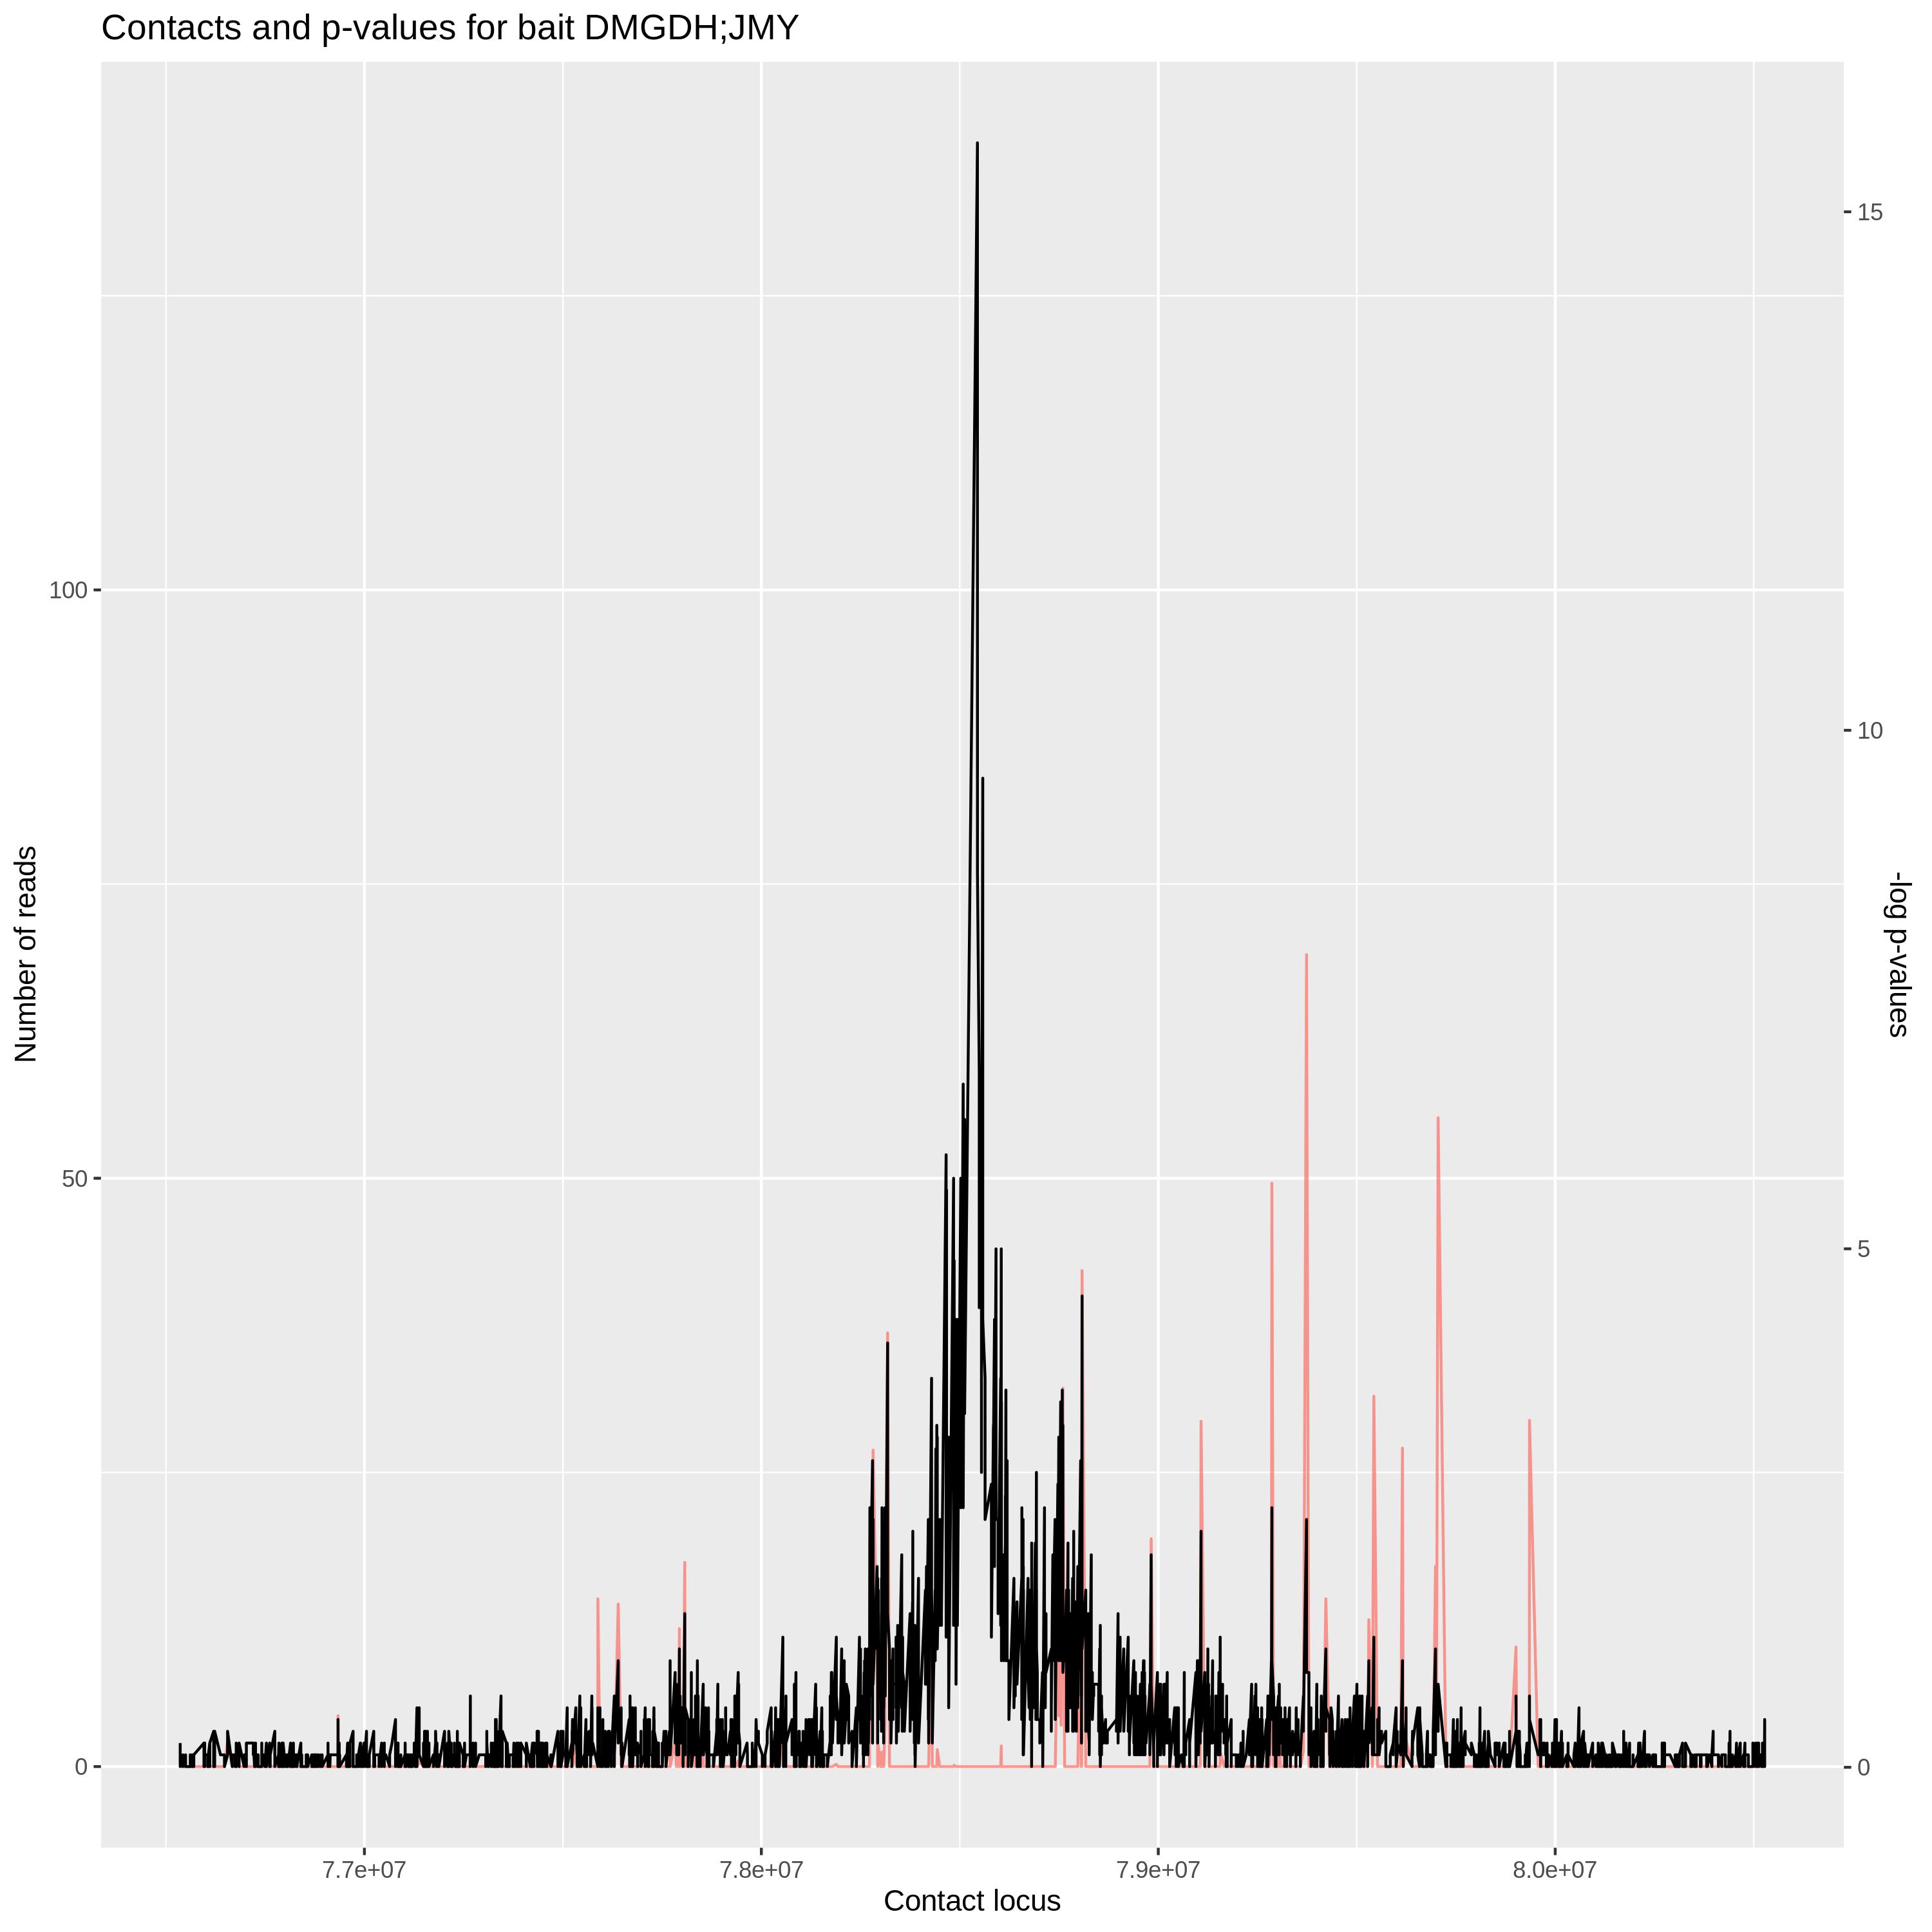 Contacts and p-values for bait DMGDH;JMY
15
100
10
Number of reads
-log p-values
50
5
0
0
7.7e+07
7.8e+07
7.9e+07
8.0e+07
Contact locus